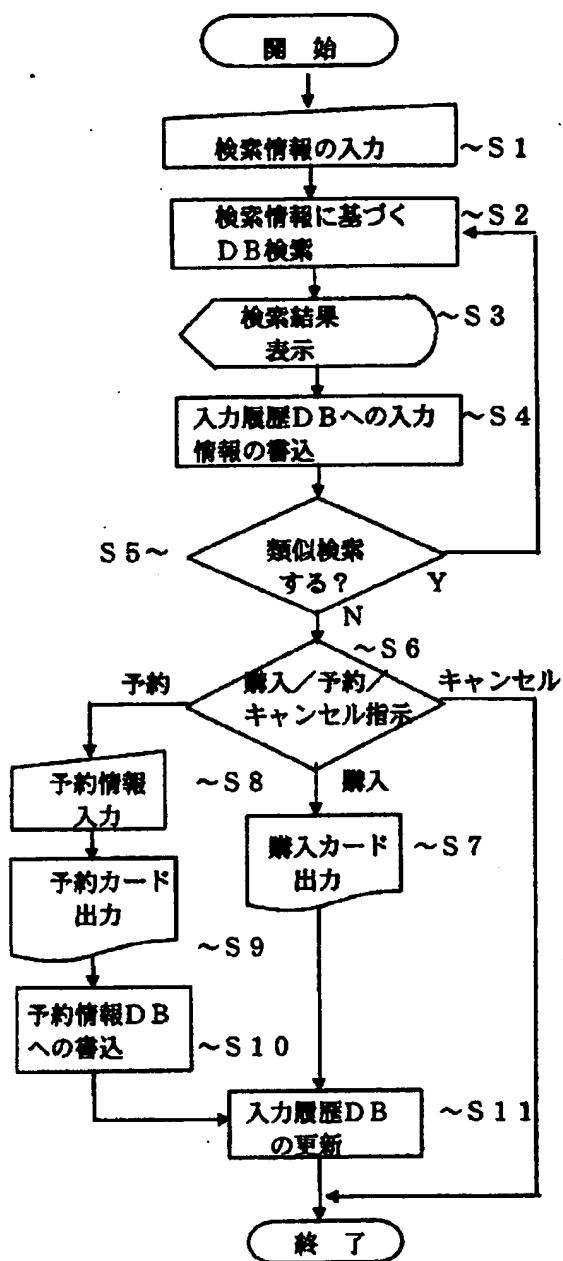 開 始
検索情報の入力
～S1
検索情報に基づく
DB検索
～S2
検索結果
表示
～S3
入力履歴DBへの入力
情報の書込
～S4
S5～
類似検索
する？
Y
N
～S6
予約
購入／予約／
キャンセル指示
キャンセル
予約情報
入力
～S8
購入
購入カード
出力
～S7
予約カード
出力
～S9
予約情報DB
への書込
～S10
入力履歴DB
の更新
～S11
終 了